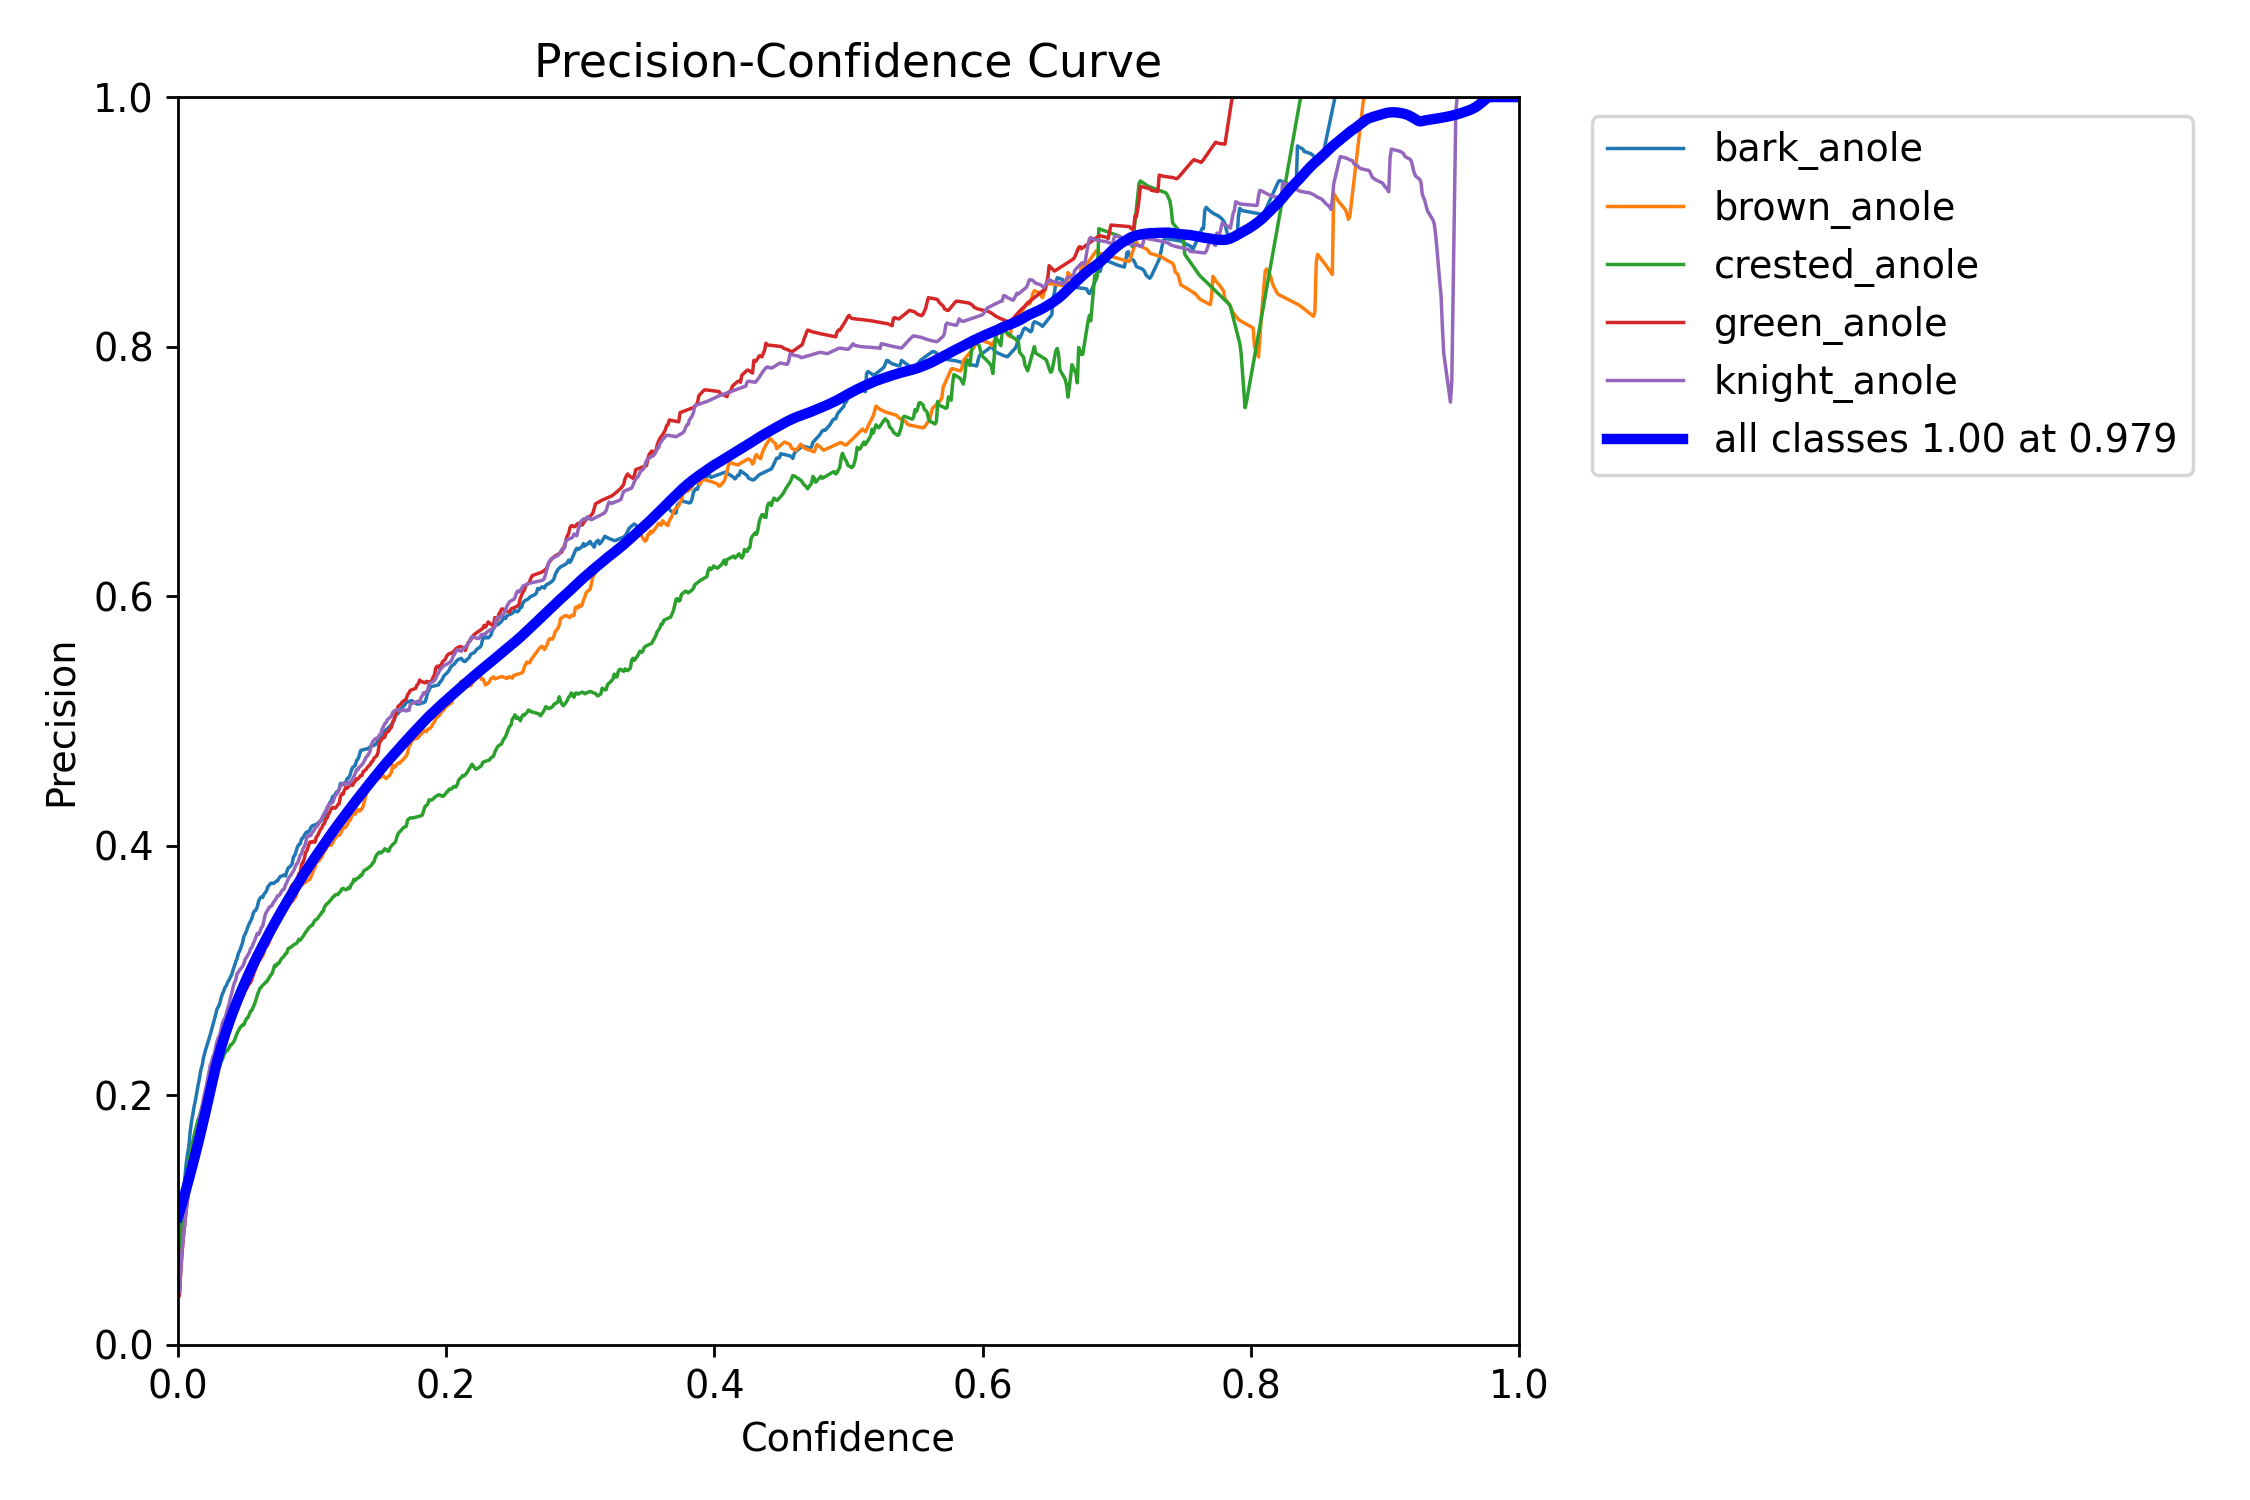 Precision-Confidence Curve
1.0
0.8
0.6
0.4
0.2
0.0
Precision
0.0 0.2 0.4 0.6 0.8 1.0
Confidence
bark_anole
brown_anole
crested_anole
green_anole
knight_anole
all classes 1.00 at 0.979